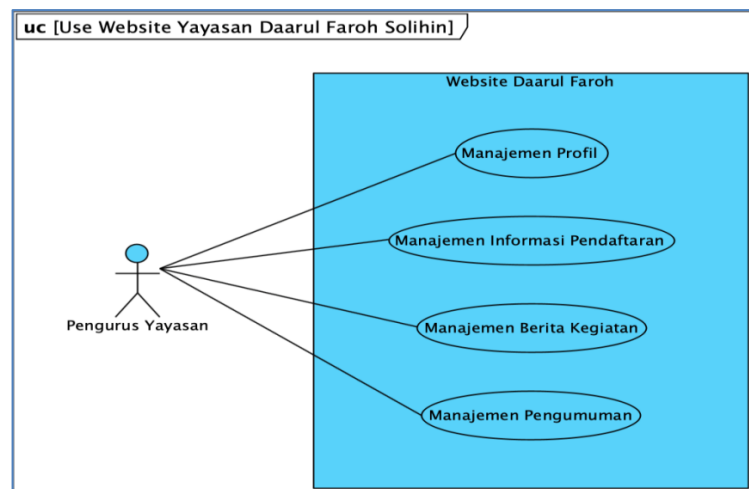 uc [Use Website Yayasan Daarul Faroh Solihin]
Website Daarul Faroh
Manajemen Profil
Manajemen Informasi Pendaftaran
Pengurus Yayasan
Manajemen Berita Kegiatan
Manajemen Pengumuman